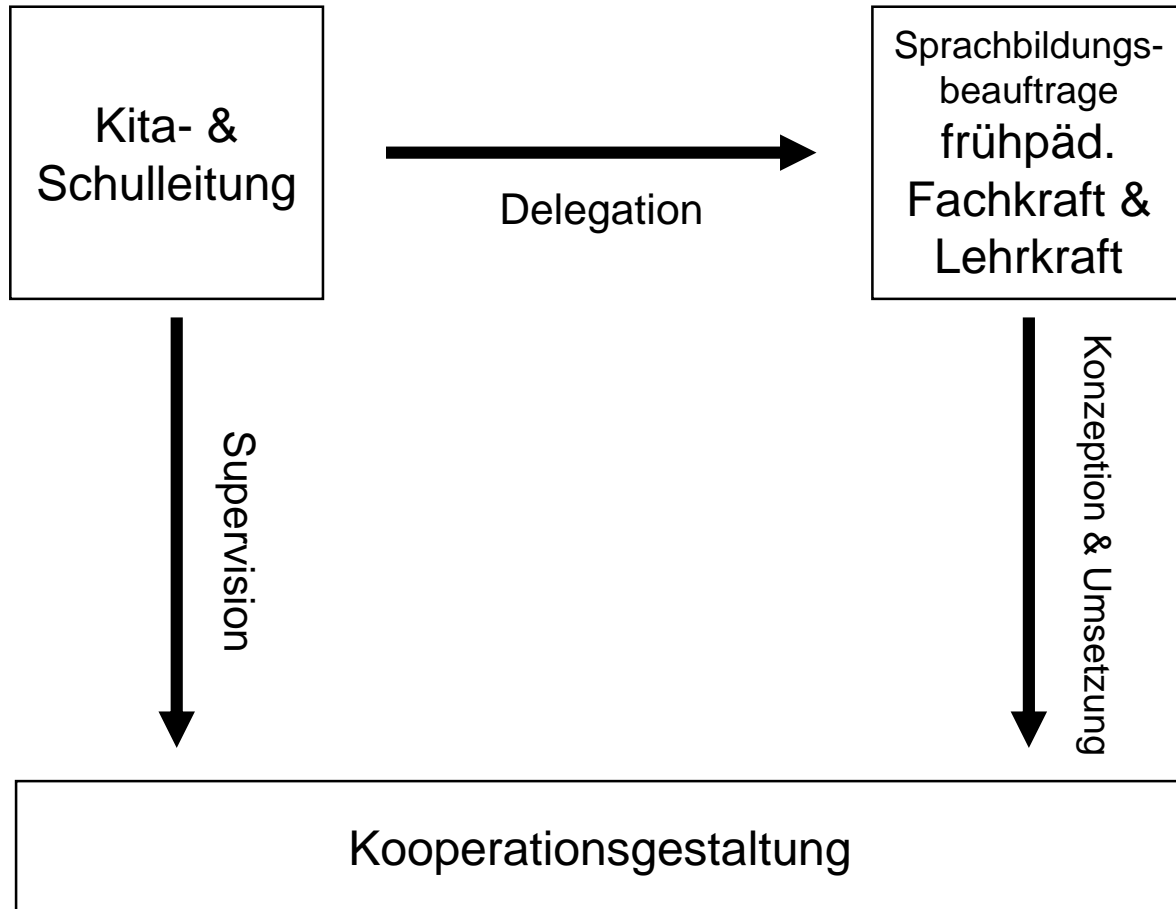 Kita- &
Schulleitung
Delegation
Sprachbildungs-
beauftrage
frühpäd.
Fachkraft &
Lehrkraft
Supervision
Konzeption & Umsetzung
Kooperationsgestaltung